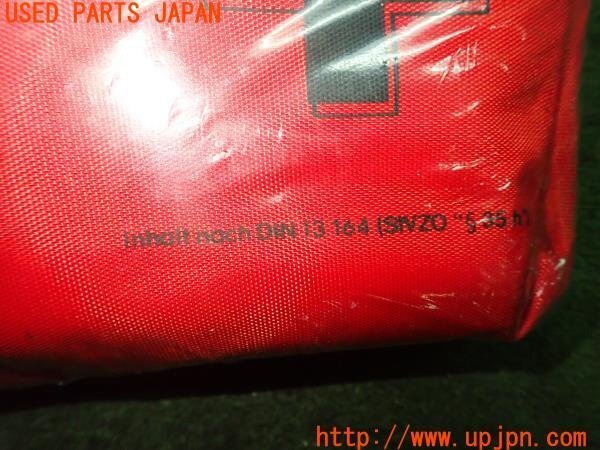 USED PARTS JAPAN
Inhalt nach DIN 13 164 (StVZO "§ 35 h)
http://www.upjpn.com